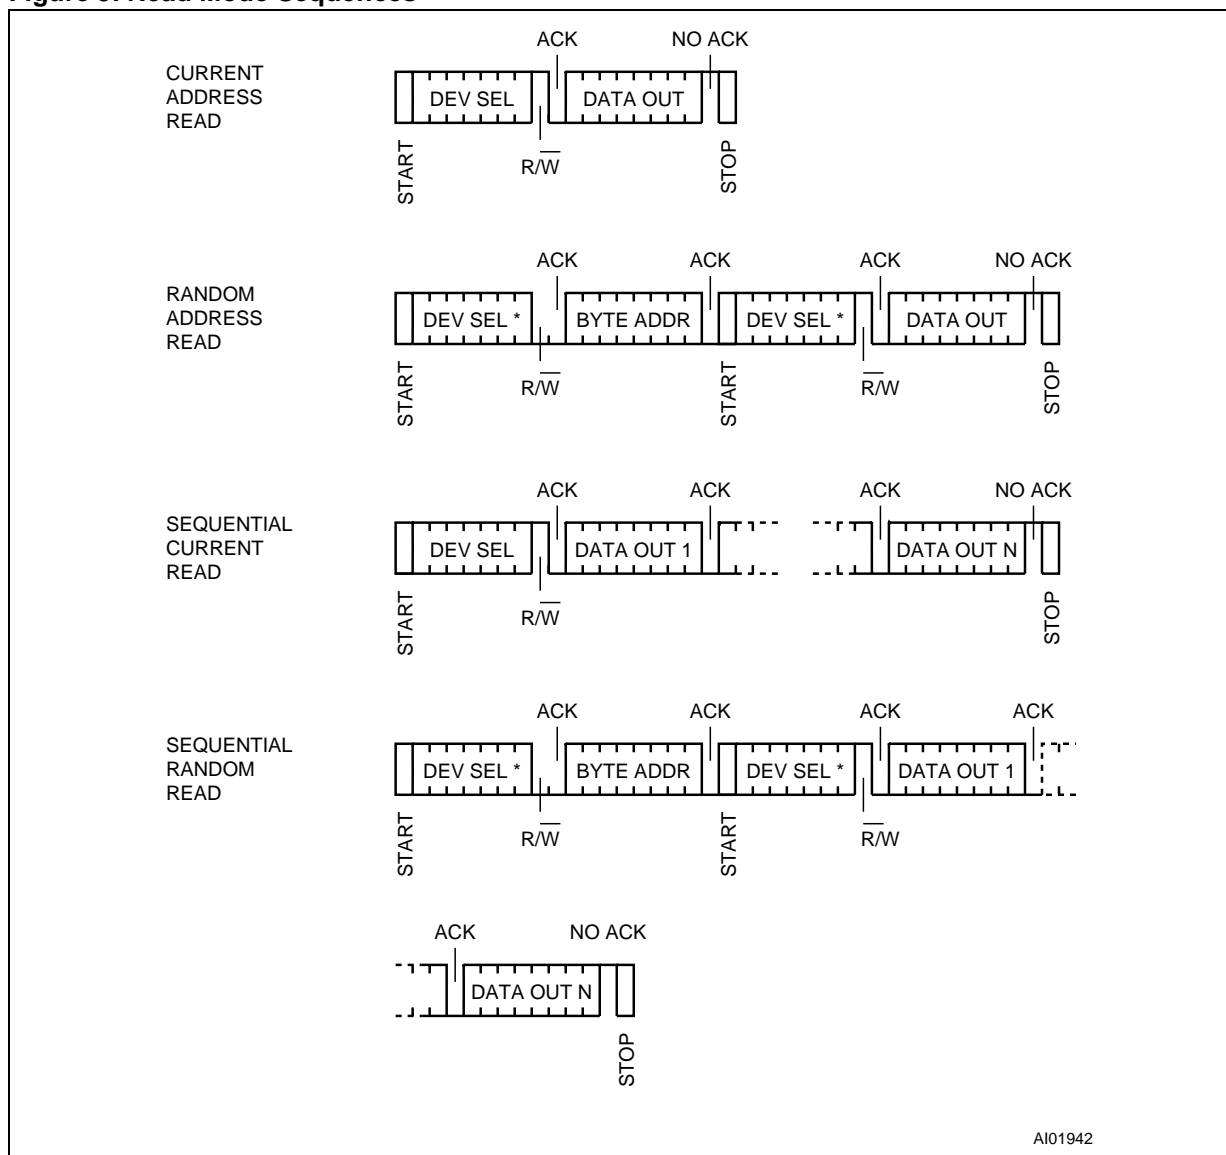 Figure Read Mode Sequences
ACK NO ACK
CURRENT
ADDRESS
READ
DEV SEL DATA OUT
START R/W̅ STOP
ACK ACK ACK NO ACK
RANDOM
ADDRESS
READ
DEV SEL * BYTE ADDR DEV SEL * DATA OUT
START R/W̅ START R̅/W STOP
ACK ACK ACK NO ACK
SEQUENTIAL
CURRENT
READ
DEV SEL DATA OUT 1 DATA OUT N
START R/W̅ STOP
ACK ACK ACK ACK
SEQUENTIAL
RANDOM
READ
DEV SEL * BYTE ADDR DEV SEL * DATA OUT 1
START R/W̅ START R̅/W
ACK NO ACK
DATA OUT N
STOP
AI01942